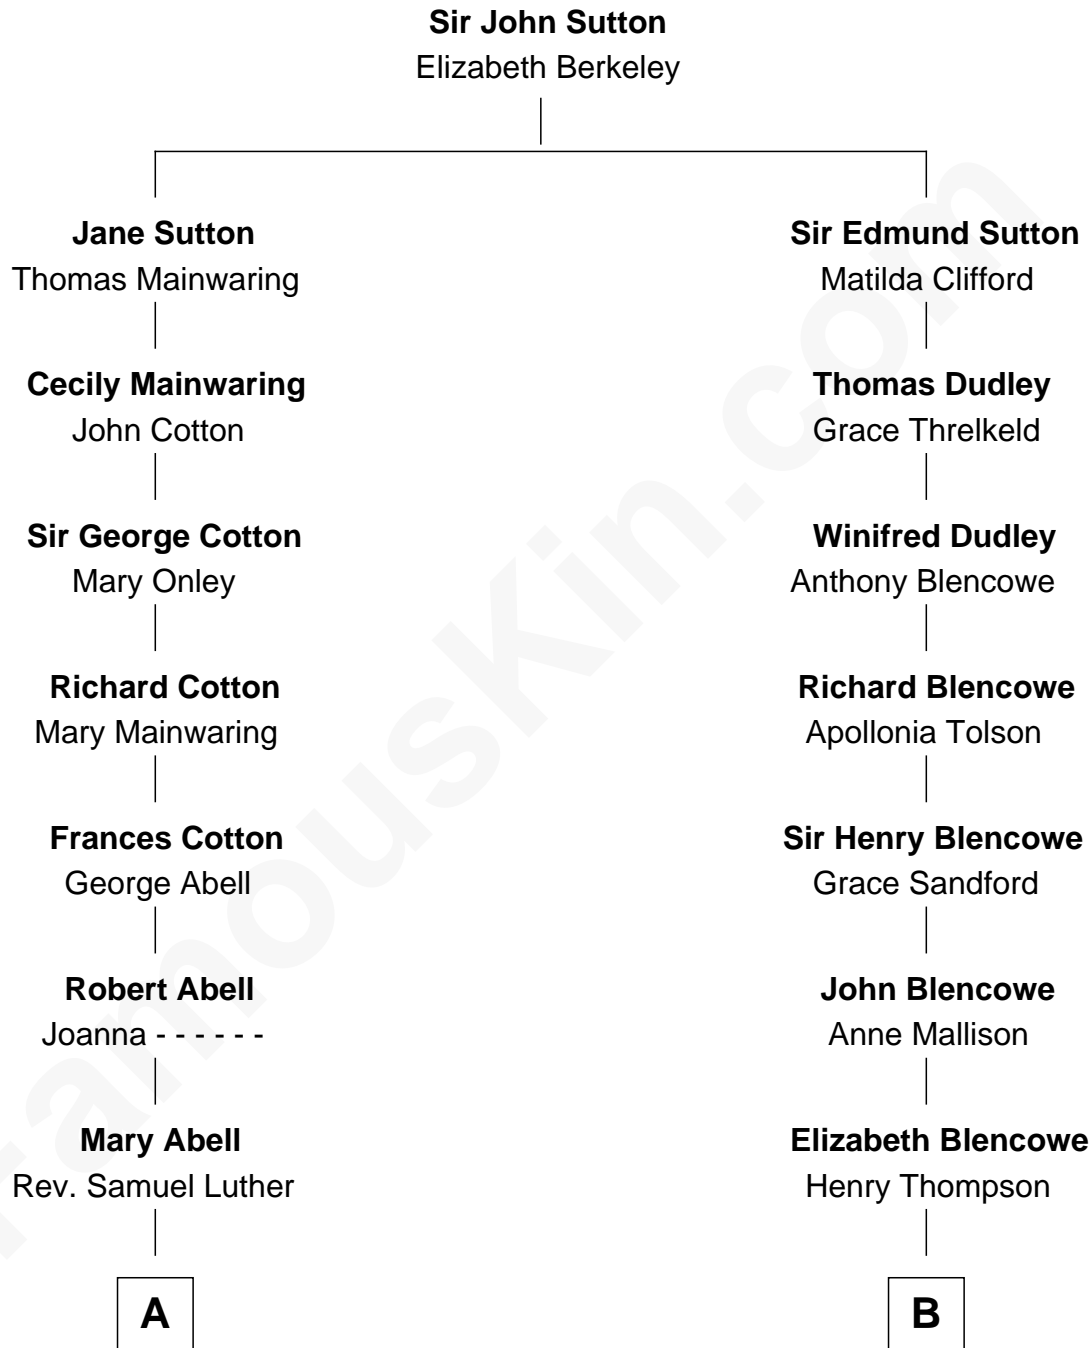 Sir John Sutton
Elizabeth Berkeley
Jane Sutton
Thomas Mainwaring
Sir Edmund Sutton
Matilda Clifford
Cecily Mainwaring
John Cotton
Thomas Dudley
Grace Threlkeld
Sir George Cotton
Mary Onley
Winifred Dudley
Anthony Blencowe
Richard Cotton
Mary Mainwaring
Richard Blencowe
Apollonia Tolson
Frances Cotton
George Abell
Sir Henry Blencowe
Grace Sandford
Robert Abell
Joanna - - - - - -
John Blencowe
Anne Mallison
Mary Abell
Rev. Samuel Luther
Elizabeth Blencowe
Henry Thompson
A
B
FamousKin.com